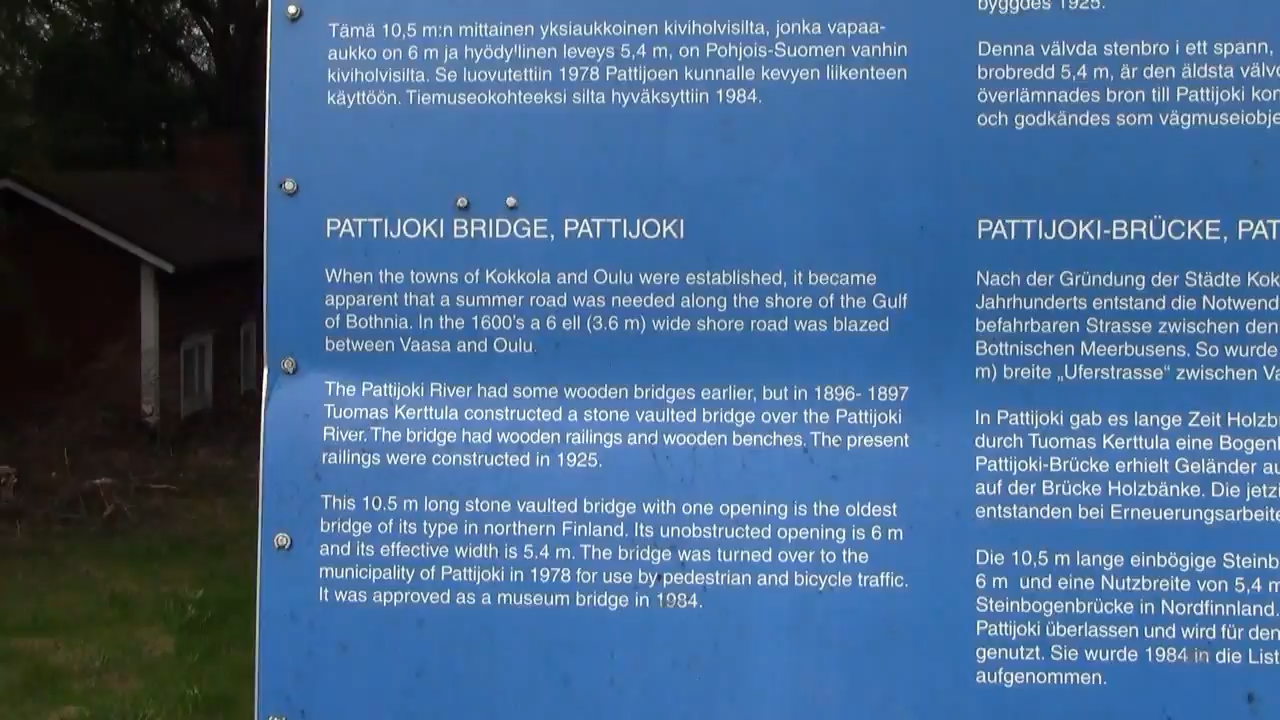 Tämä 10,5 m:n mittainen yksiaukkoinen kiviholvisilta, jonka vapaa-
aukko on 6 m ja hyödyllinen leveys 5,4 m, on Pohjois-Suomen vanhin
kiviholvisilta. Se luovutettiin 1978 Pattijoen kunnalle kevyen liikenteen
käyttöön. Tiemuseokohteeksi silta hyväksyttiin 1984.
PATTIJOKI BRIDGE, PATTIJOKI
When the towns of Kokkola and Oulu were established, it became
apparent that a summer road was needed along the shore of the Gulf
of Bothnia. In the 1600's a 6 ell (3.6 m) wide shore road was blazed
between Vaasa and Oulu.
The Pattijoki River had some wooden bridges earlier, but in 1896- 1897
Tuomas Kerttula constructed a stone vaulted bridge over the Pattijoki
River. The bridge had wooden railings and wooden benches. The present
railings were constructed in 1925.
This 10.5 m long stone vaulted bridge with one opening is the oldest
bridge of its type in northern Finland. Its unobstructed opening is 6 m
and its effective width is 5.4 m. The bridge was turned over to the
municipality of Pattijoki in 1978 for use by pedestrian and bicycle traffic.
It was approved as a museum bridge in 1984.
byggdes 1925.
Denna välvda stenbro i ett spann,
brobredd 5,4 m, är den äldsta välv
överlämnades bron till Pattijoki kom
och godkändes som vägmuseiobje
PATTIJOKI-BRÜCKE, PAT
Nach der Gründung der Städte Kok
Jahrhunderts entstand die Notwend
befahrbaren Strasse zwischen den
Bottnischen Meerbusens. So wurde
m) breite „Uferstrasse“ zwischen Va
In Pattijoki gab es lange Zeit Holzb
durch Tuomas Kerttula eine Bogen
Pattijoki-Brücke erhielt Geländer au
auf der Brücke Holzbänke. Die jetzi
entstanden bei Erneuerungsarbeite
Die 10,5 m lange einbögige Steinb
6 m und eine Nutzbreite von 5,4 m
Steinbogenbrücke in Nordfinnland.
Pattijoki überlassen und wird für den
genutzt. Sie wurde 1984 in die List
aufgenommen.